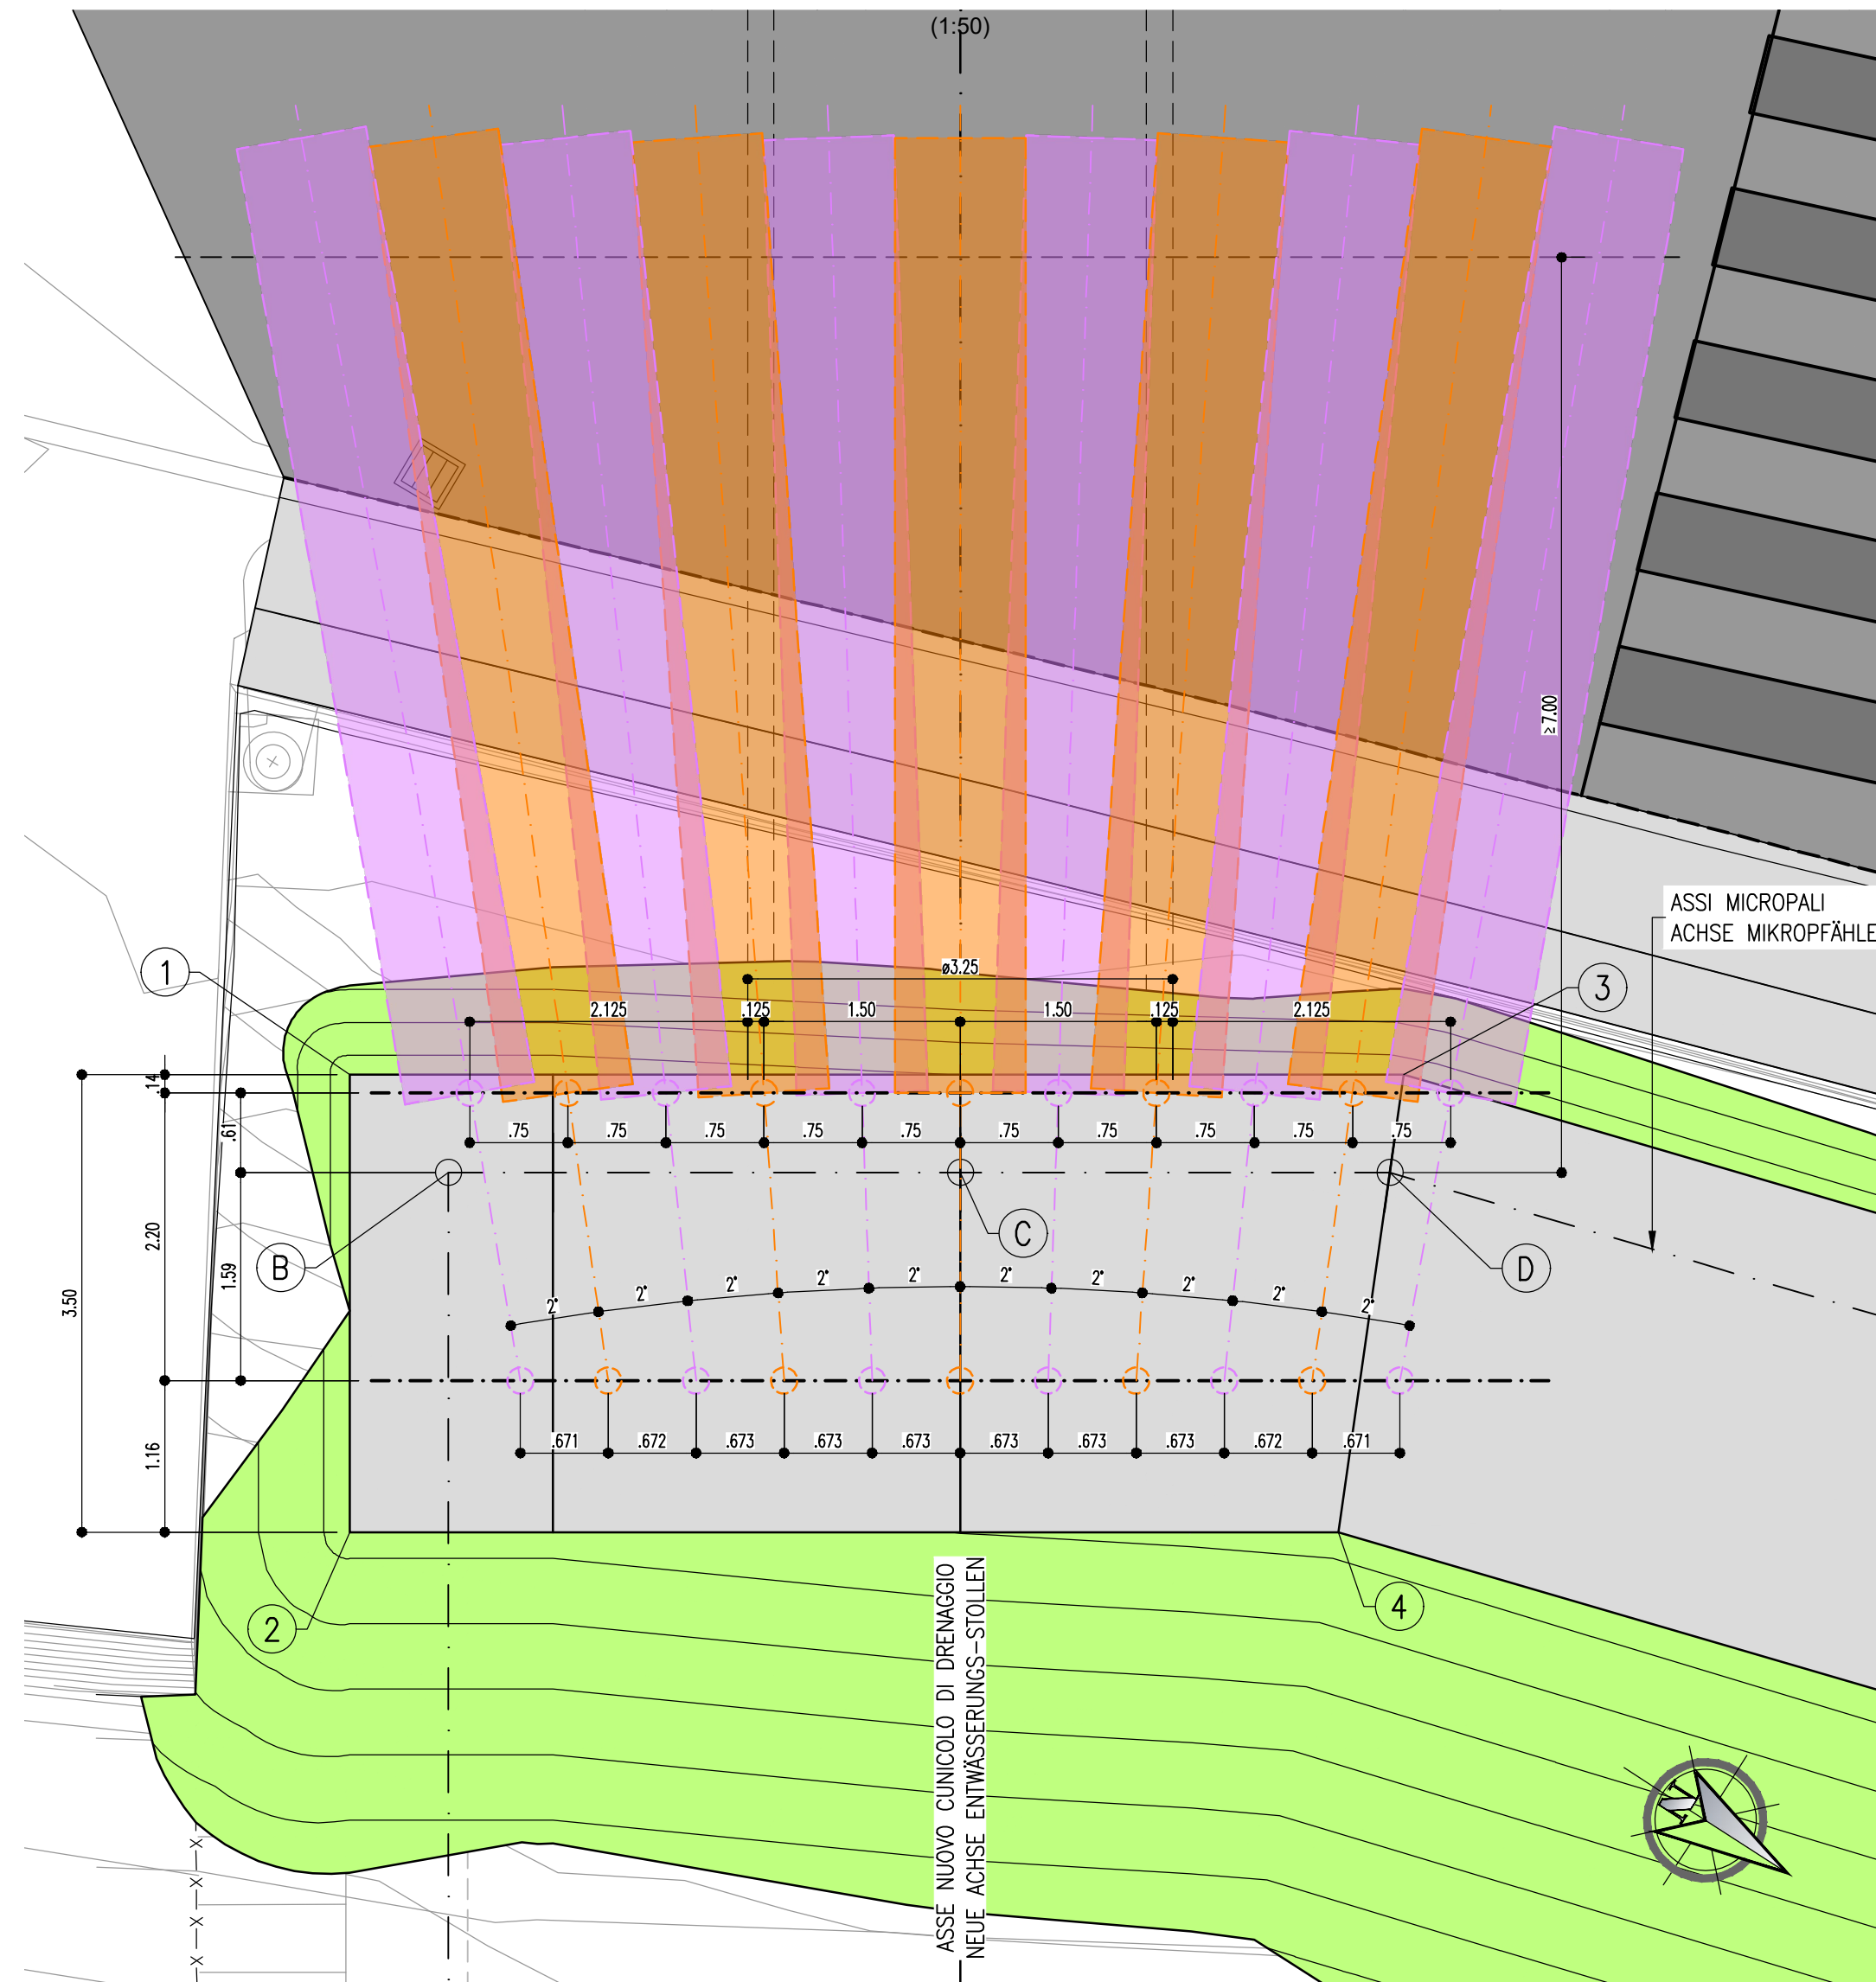 (1:50)
≥7.00
ASSI MICROPALI
ACHSE MIKROPFÄHLE
1
ø3.25
3
2.125 .125 1.50 1.50 .125 2.125
.14
.61
.75 .75 .75 .75 .75 .75 .75 .75 .75 .75
2.20
C
B
1.59
D
3.50
2° 2° 2° 2° 2° 2° 2° 2° 2° 2°
.671 .672 .673 .673 .673 .673 .673 .673 .672 .671
1.16
2
4
ASSE NUOVO CUNICOLO DI DRENAGGIO
NEUE ACHSE ENTWÄSSERUNGS-STOLLEN
N
X
X
X
X